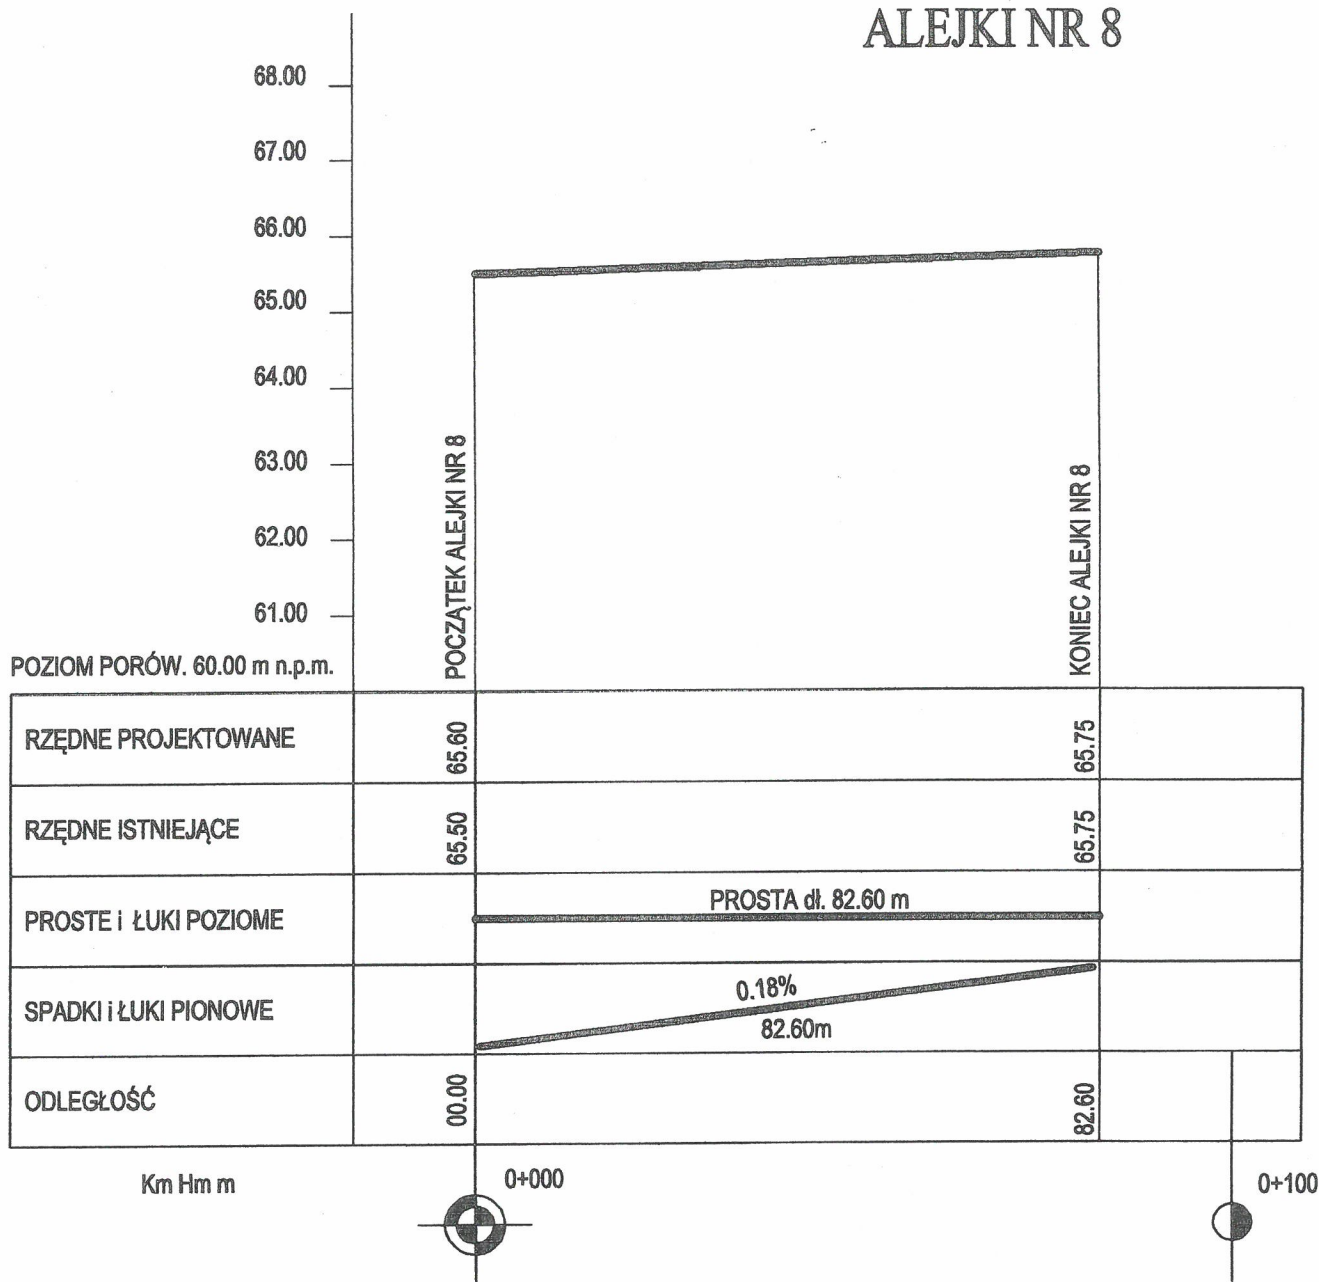 ALEJKI NR 8
68.00
67.00
66.00
65.00
64.00
63.00
62.00
61.00
POCZĄTEK ALEJKI NR 8
KONIEC ALEJKI NR 8
POZIOM PORÓW. 60.00 m n.p.m.
RZĘDNE PROJEKTOWANE 65.60 65.75
RZĘDNE ISTNIEJĄCE 65.50 65.75
PROSTE i ŁUKI POZIOME PROSTA dł. 82.60 m
SPADKI i ŁUKI PIONOWE 0.18%
82.60m
ODLEGŁOŚĆ 00.00 82.60
Km Hm m 0+000 0+100